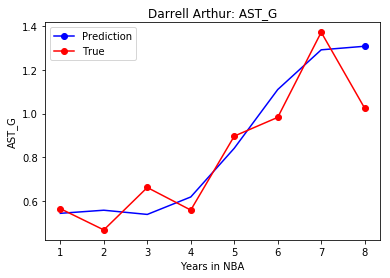 Darrell Arthur: AST_G
Prediction
True
1.4
1.2
1.0
0.8
0.6
AST_G
1 2 3 4 5 6 7 8
Years in NBA